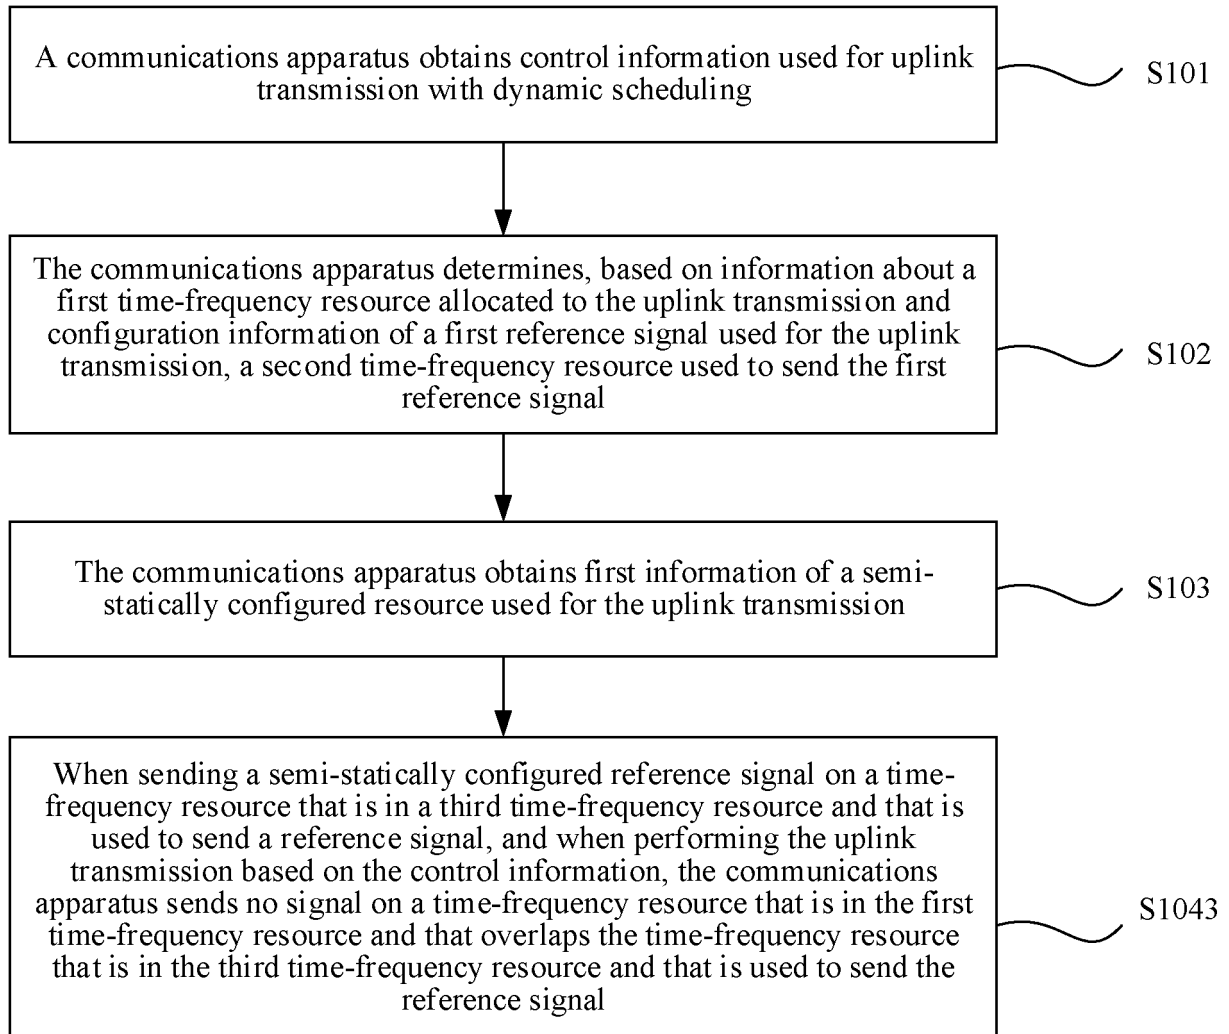 A communications apparatus obtains control information used for uplink
transmission with dynamic scheduling
S101
The communications apparatus determines, based on information about a
first time-frequency resource allocated to the uplink transmission and
configuration information of a first reference signal used for the uplink
transmission, a second time-frequency resource used to send the first
reference signal
S102
The communications apparatus obtains first information of a semi-
statically configured resource used for the uplink transmission
S103
When sending a semi-statically configured reference signal on a time-
frequency resource that is in a third time-frequency resource and that is
used to send a reference signal, and when performing the uplink
transmission based on the control information, the communications
apparatus sends no signal on a time-frequency resource that is in the first
time-frequency resource and that overlaps the time-frequency resource
that is in the third time-frequency resource and that is used to send the
reference signal
S1043